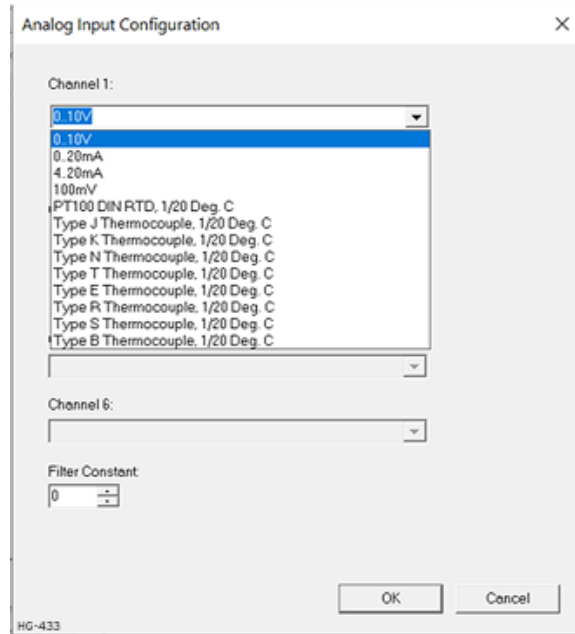 Analog Input Configuration
Channel 1:
0..10V
0..10V
0..20mA
4..20mA
100mV
PT100 DIN RTD, 1/20 Deg. C
Type J Thermocouple, 1/20 Deg. C
Type K Thermocouple, 1/20 Deg. C
Type N Thermocouple, 1/20 Deg. C
Type T Thermocouple, 1/20 Deg. C
Type E Thermocouple, 1/20 Deg. C
Type R Thermocouple, 1/20 Deg. C
Type S Thermocouple, 1/20 Deg. C
Type B Thermocouple, 1/20 Deg. C
Channel 6:
Filter Constant:
0
OK Cancel
HG-433